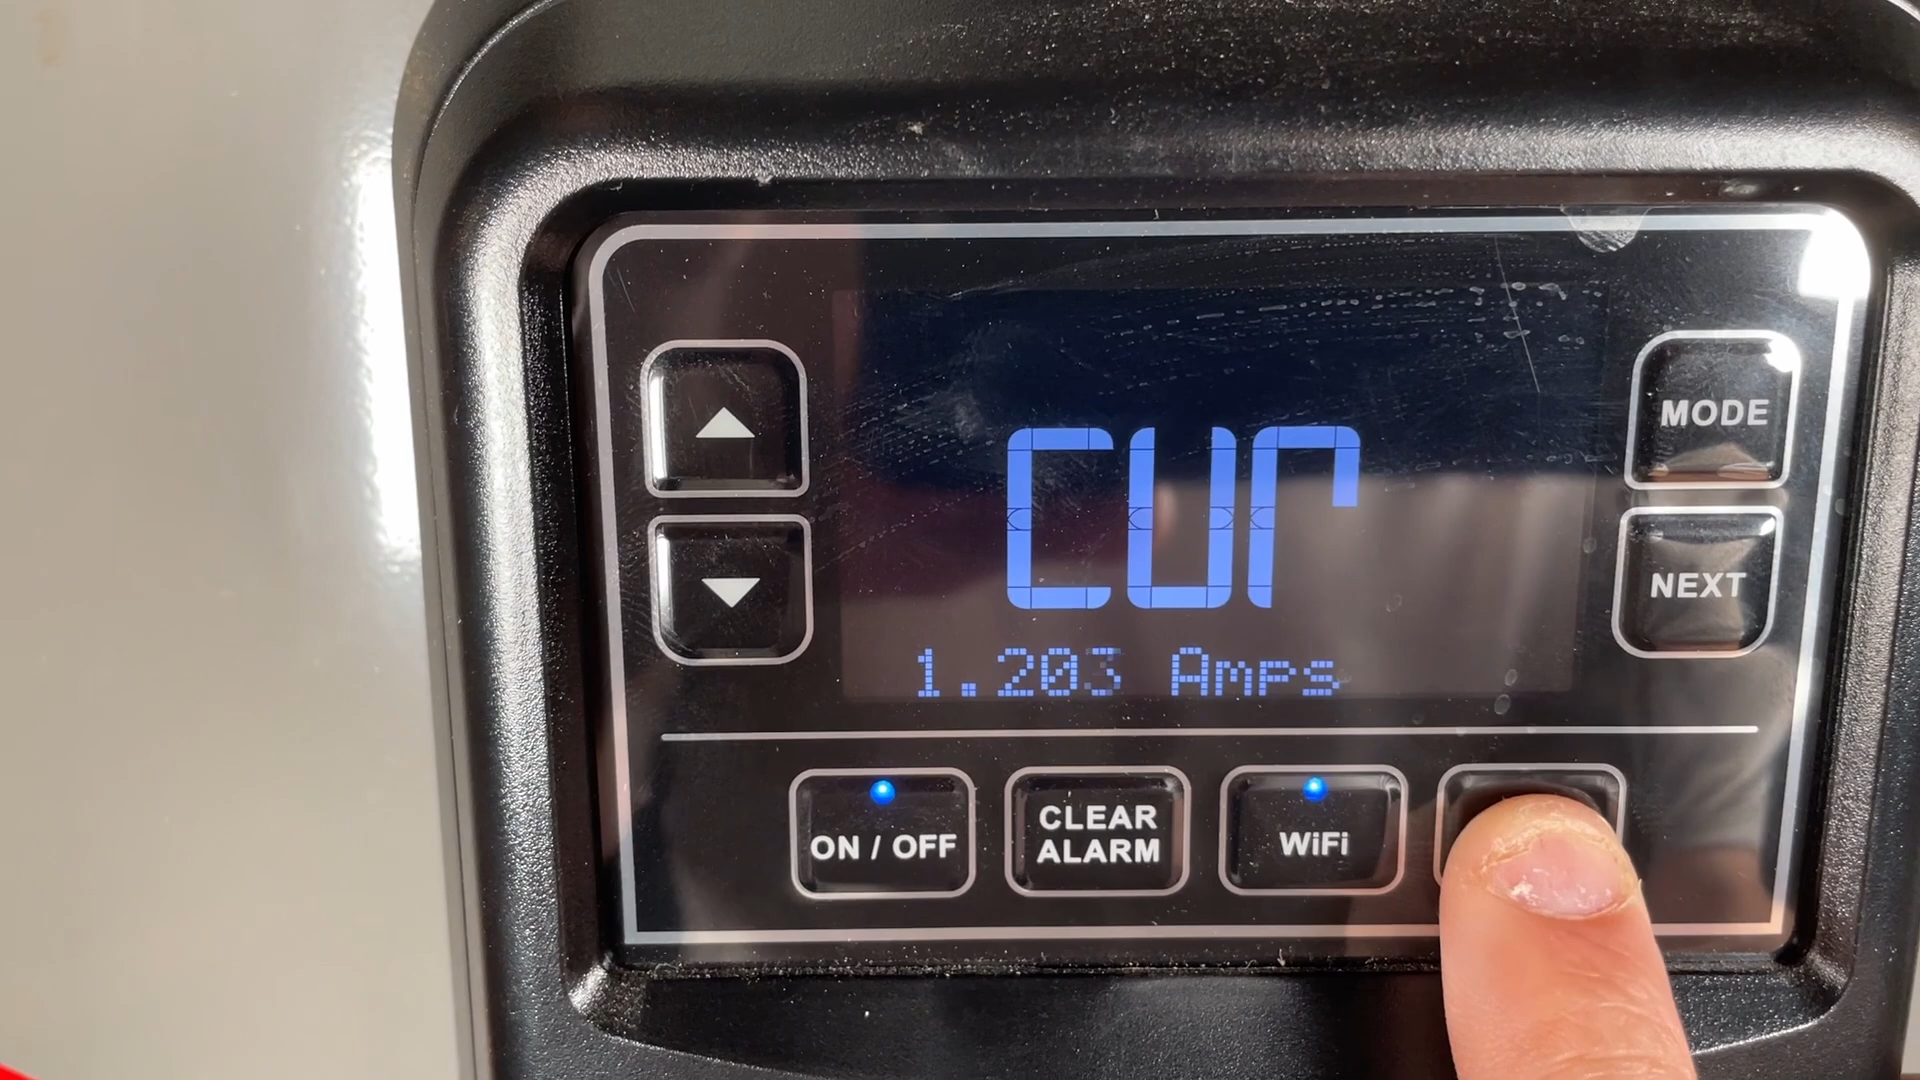 CUr
1.203 Amps
MODE
NEXT
ON / OFF
CLEAR
ALARM
WiFi